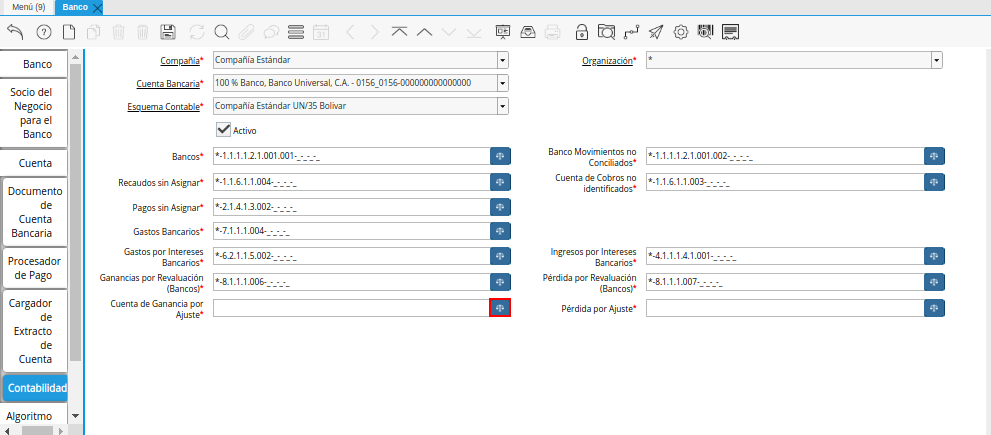 Menú (9)
Banco
Banco
Socio del
Negocio
para el
Banco
Cuenta
Documento
de
Cuenta
Bancaria
Procesador
de Pago
Cargador
de
Extracto
de
Cuenta
Contabilidad
Algoritmo
Compañía* Compañía Estándar
Organización* *
Cuenta Bancaria* 100 % Banco, Banco Universal, C.A. - 0156_0156-000000000000000
Esquema Contable* Compañía Estándar UN/35 Bolivar
Activo
Bancos* *-1.1.1.1.2.1.001.001-_-_-_-_
Banco Movimientos no
Conciliados* *-1.1.1.1.2.1.001.002-_-_-_-_
Recaudos sin Asignar* *-1.1.6.1.1.004-_-_-_-_
Cuenta de Cobros no
identificados* *-1.1.6.1.1.003-_-_-_-_
Pagos sin Asignar* *-2.1.4.1.3.002-_-_-_-_
Gastos Bancarios* *-7.1.1.1.004-_-_-_-_
Gastos por Intereses
Bancarios* *-6.2.1.1.5.002-_-_-_-_
Ingresos por Intereses
Bancarios* *-4.1.1.1.4.1.001-_-_-_-_
Ganancias por Revaluación
(Bancos)* *-8.1.1.1.006-_-_-_-_
Pérdida por Revaluación
(Bancos)* *-8.1.1.1.007-_-_-_-_
Cuenta de Ganancia por
Ajuste*
Pérdida por Ajuste*